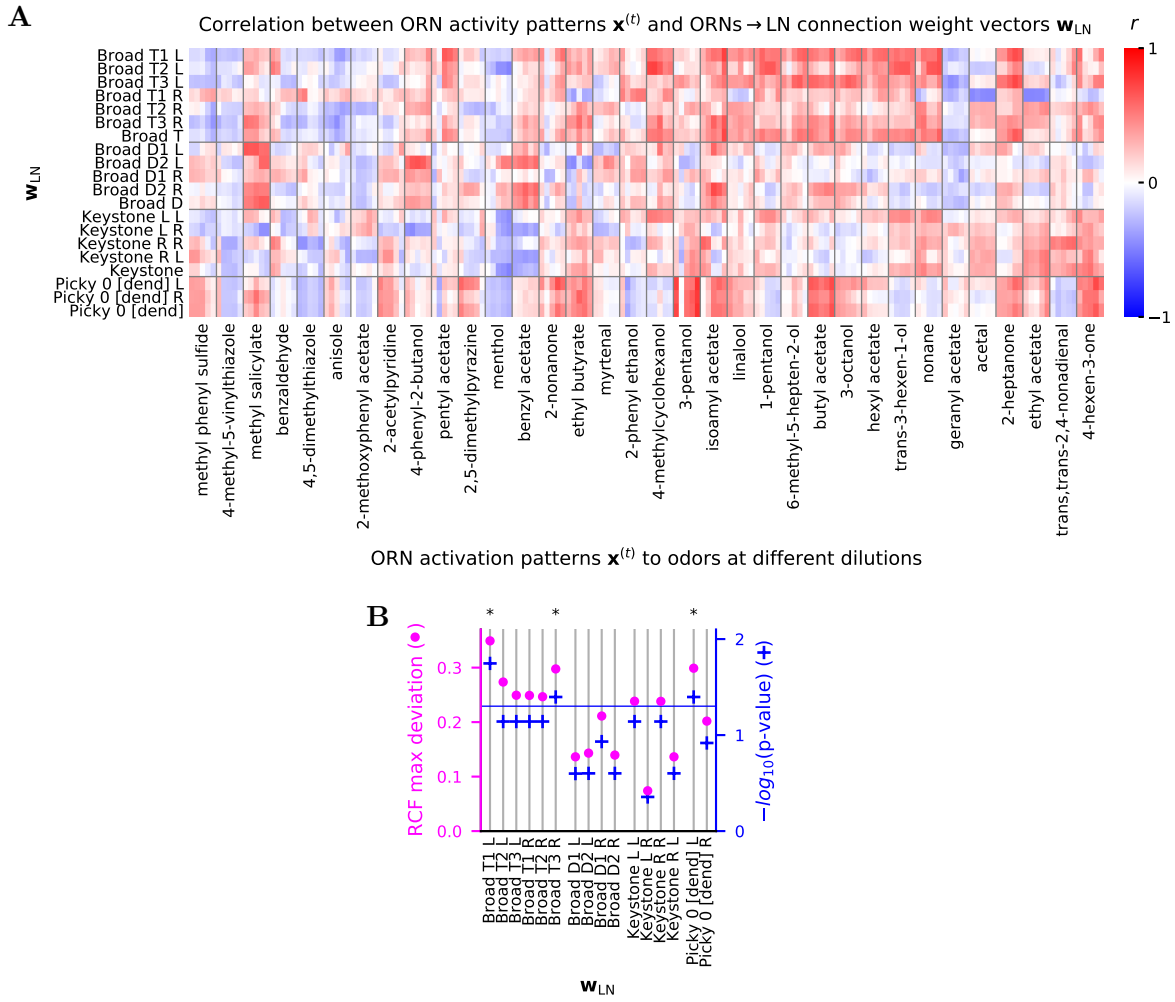 A
Correlation between ORN activity patterns x^(t) and ORNs→LN connection weight vectors w_LN
r
Broad T1 L
Broad T2 L
Broad T3 L
Broad T1 R
Broad T2 R
Broad T3 R
Broad T
Broad D1 L
Broad D2 L
Broad D1 R
Broad D2 R
Broad D
Keystone L L
Keystone L R
Keystone R R
Keystone R L
Keystone
Picky 0 [dend] L
Picky 0 [dend] R
Picky 0 [dend]
w_LN
1
0
−1
methyl phenyl sulfide
4-methyl-5-vinylthiazole
methyl salicylate
benzaldehyde
4,5-dimethylthiazole
anisole
2-methoxyphenyl acetate
2-acetylpyridine
4-phenyl-2-butanol
pentyl acetate
2,5-dimethylpyrazine
menthol
benzyl acetate
2-nonanone
ethyl butyrate
myrtenal
2-phenyl ethanol
4-methylcyclohexanol
3-pentanol
isoamyl acetate
linalool
1-pentanol
6-methyl-5-hepten-2-ol
butyl acetate
3-octanol
hexyl acetate
trans-3-hexen-1-ol
nonane
geranyl acetate
acetal
2-heptanone
ethyl acetate
trans,trans-2,4-nonadienal
4-hexen-3-one
ORN activation patterns x^(t) to odors at different dilutions
B
* * *
RCF max deviation (●)
0.3
0.2
0.1
0.0
2
1
0
−log10(p-value) (+)
Broad T1 L
Broad T2 L
Broad T3 L
Broad T1 R
Broad T2 R
Broad T3 R
Broad D1 L
Broad D2 L
Broad D1 R
Broad D2 R
Keystone L L
Keystone L R
Keystone R R
Keystone R L
Picky 0 [dend] L
Picky 0 [dend] R
w_LN